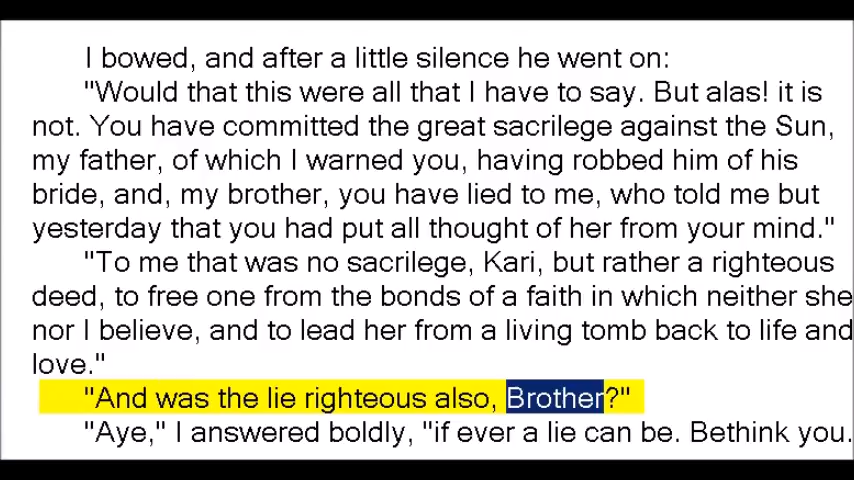 I bowed, and after a little silence he went on:
"Would that this were all that I have to say. But alas! it is
not. You have committed the great sacrilege against the Sun,
my father, of which I warned you, having robbed him of his
bride, and, my brother, you have lied to me, who told me but
yesterday that you had put all thought of her from your mind."
"To me that was no sacrilege, Kari, but rather a righteous
deed, to free one from the bonds of a faith in which neither she
nor I believe, and to lead her from a living tomb back to life and
love."
"And was the lie righteous also, Brother?"
"Aye," I answered boldly, "if ever a lie can be. Bethink you.